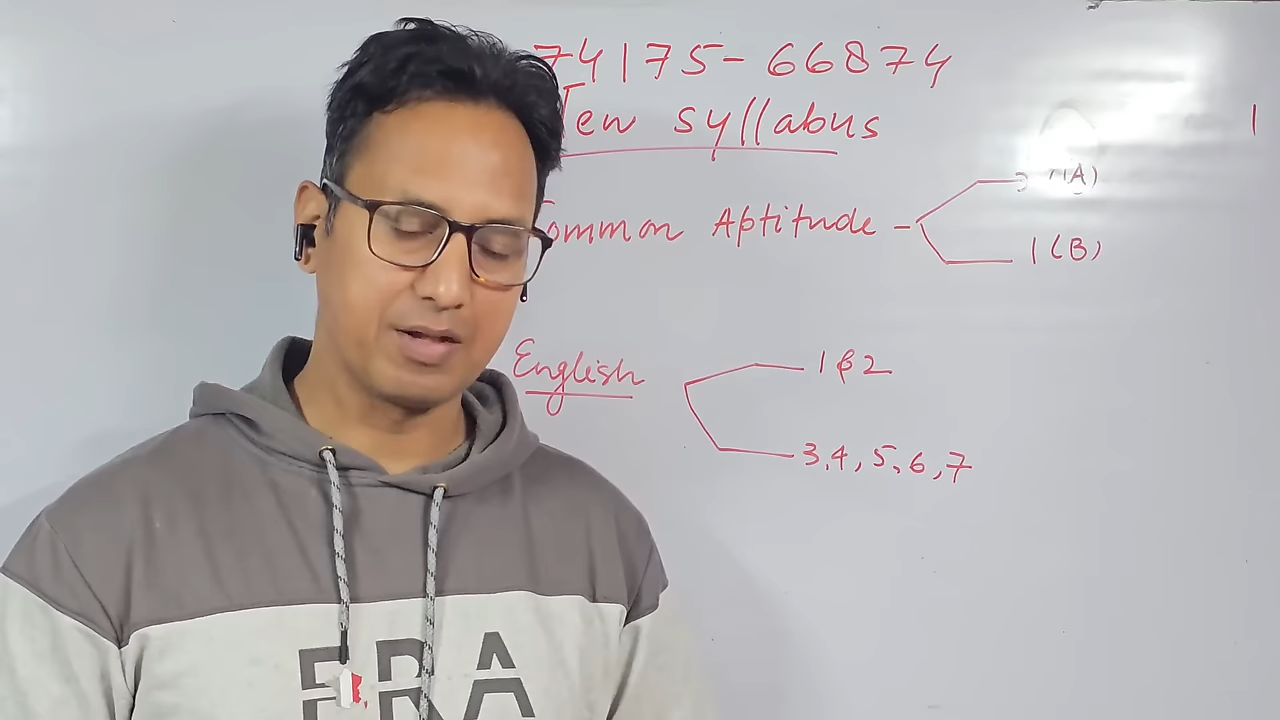 74175-66874
New syllabus
Common Aptitude - 1(A)
1(B)
English 1 & 2
3,4,5,6,7
ERA